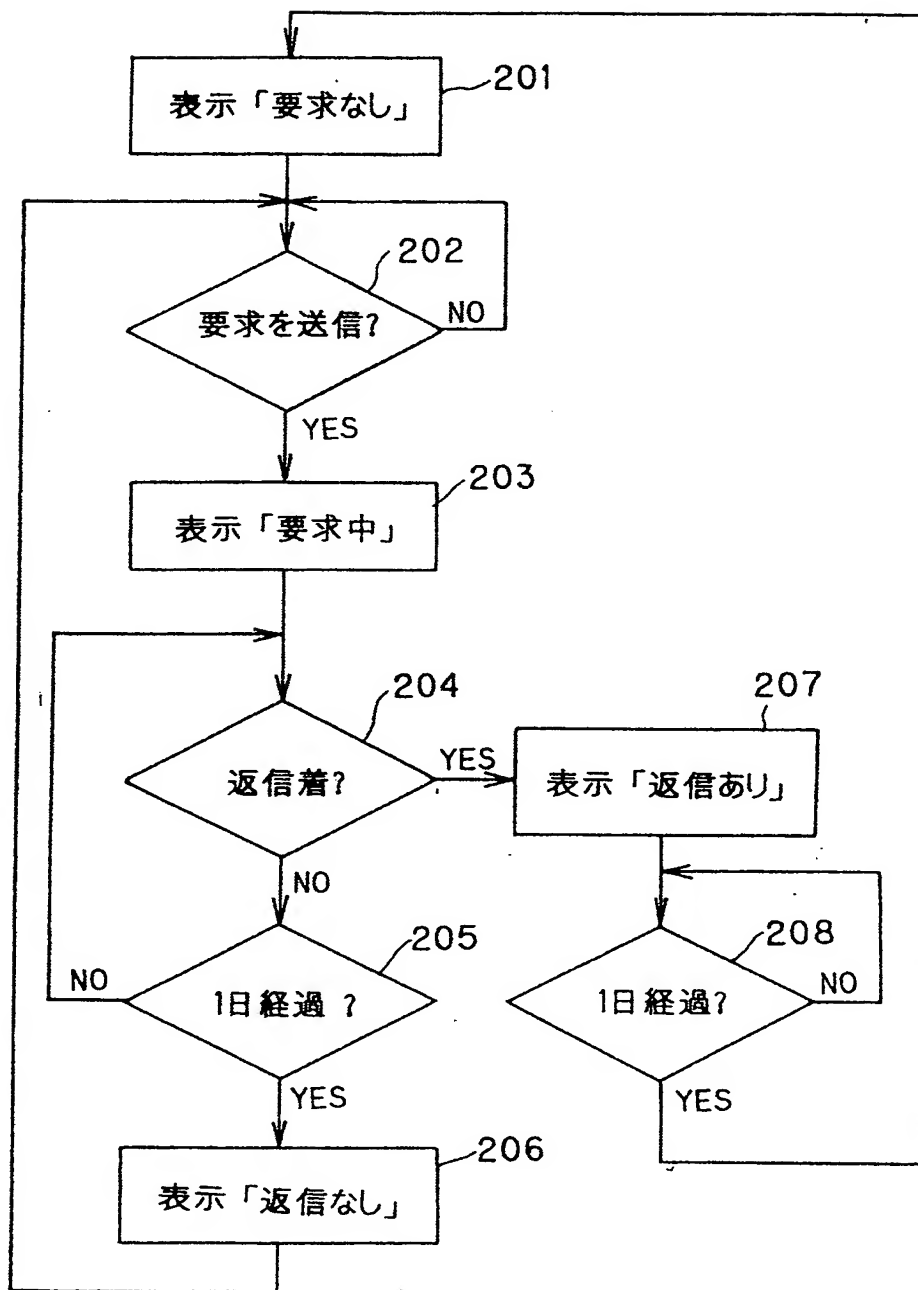 201
表示「要求なし」
202
要求を送信?
NO
YES
203
表示「要求中」
204
返信着?
YES
207
表示「返信あり」
NO
205
1日経過 ?
NO
208
1日経過?
NO
YES
YES
206
表示「返信なし」